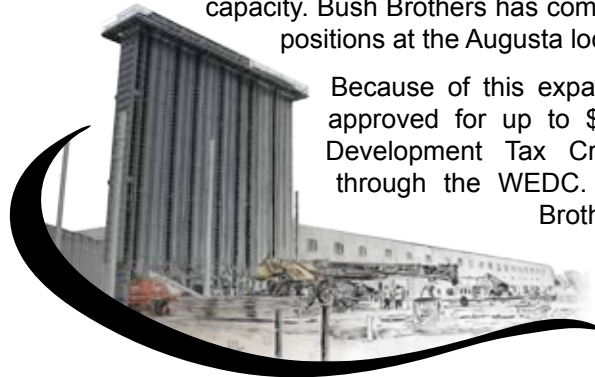 capacity. Bush Brothers has com
positions at the Augusta loc
Because of this expa
approved for up to $
Development Tax Cr
through the WEDC.
Broth